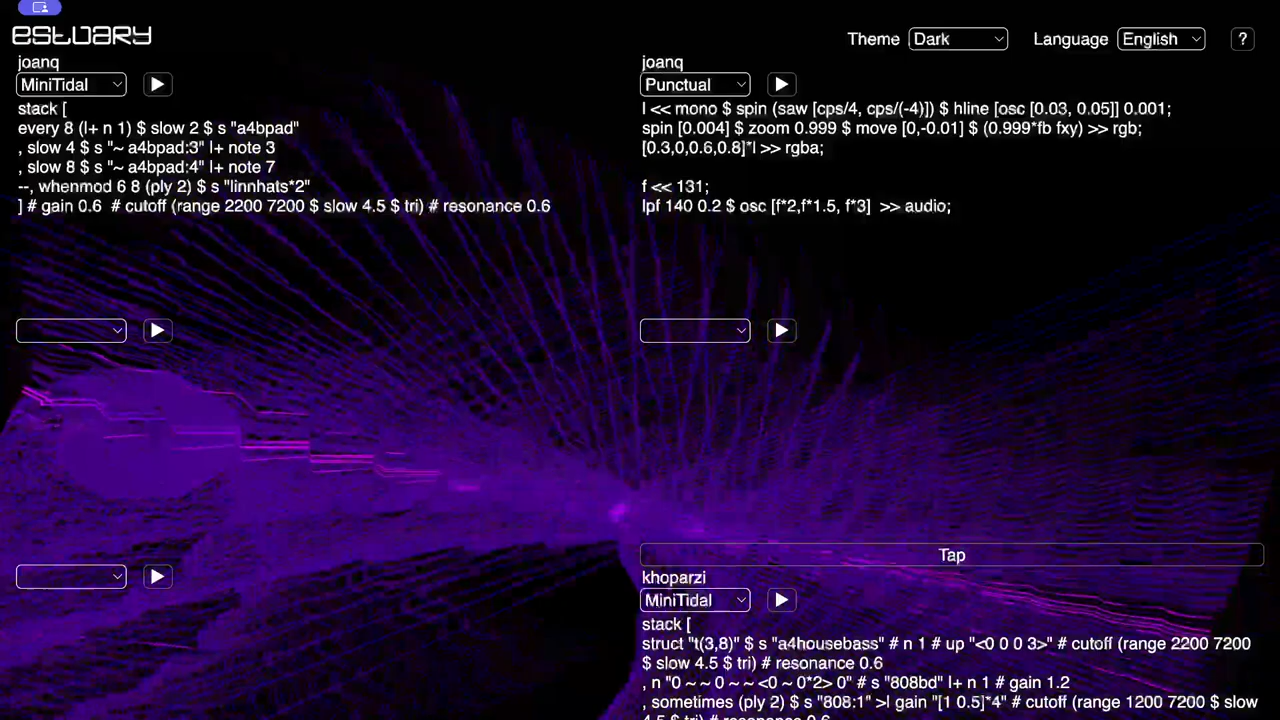 estuary
Theme Dark Language English ?
joanq
MiniTidal
stack [
every 8 (|+ n 1) $ slow 2 $ s "a4bpad"
, slow 4 $ s "~ a4bpad:3" |+ note 3
, slow 8 $ s "~ a4bpad:4" |+ note 7
--, whenmod 6 8 (ply 2) $ s "linnhats*2"
] # gain 0.6  # cutoff (range 2200 7200 $ slow 4.5 $ tri) # resonance 0.6
joanq
Punctual
l << mono $ spin (saw [cps/4, cps/(-4)]) $ hline [osc [0.03, 0.05]] 0.001;
spin [0.004] $ zoom 0.999 $ move [0,-0.01] $ (0.999*fb fxy) >> rgb;
[0.3,0,0.6,0.8]*l >> rgba;
f << 131;
lpf 140 0.2 $ osc [f*2,f*1.5, f*3]  >> audio;
Tap
khoparzi
MiniTidal
stack [
struct "t(3,8)" $ s "a4housebass" # n 1 # up "<0 0 0 3>" # cutoff (range 2200 7200
$ slow 4.5 $ tri) # resonance 0.6
, n "0 ~ ~ 0 ~ ~ <0 ~ 0*2> 0" # s "808bd" |+ n 1 # gain 1.2
, sometimes (ply 2) $ s "808:1" >| gain "[1 0.5]*4" # cutoff (range 1200 7200 $ slow
4.5 $ tri) # resonance 0.6